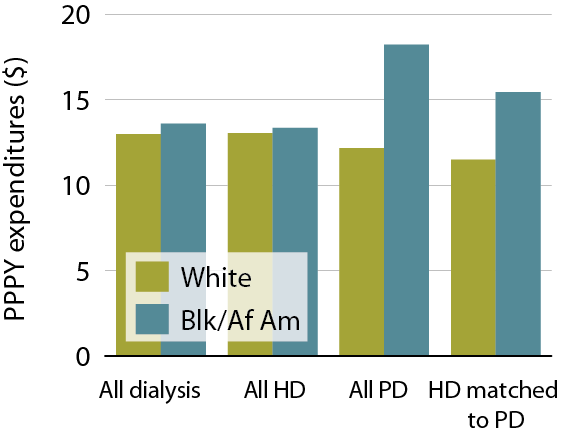 PPPY expenditures ($)
20
15
10
5
0
White
Blk/Af Am
All dialysis
All HD
All PD
HD matched
to PD